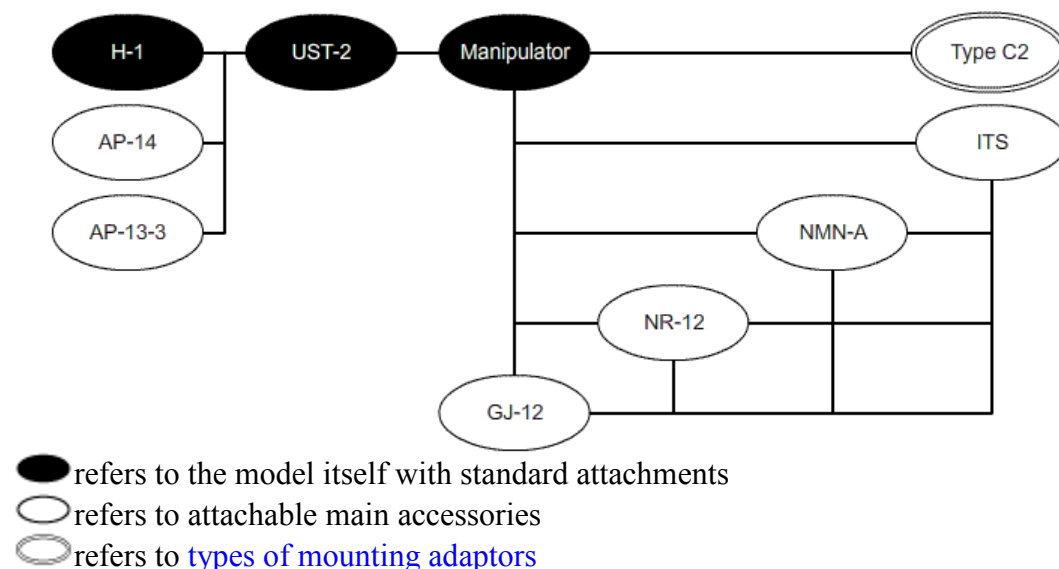 H-1
UST-2
Manipulator
Type C2
AP-14
ITS
AP-13-3
NMN-A
NR-12
GJ-12
refers to the model itself with standard attachments
refers to attachable main accessories
refers to types of mounting adaptors